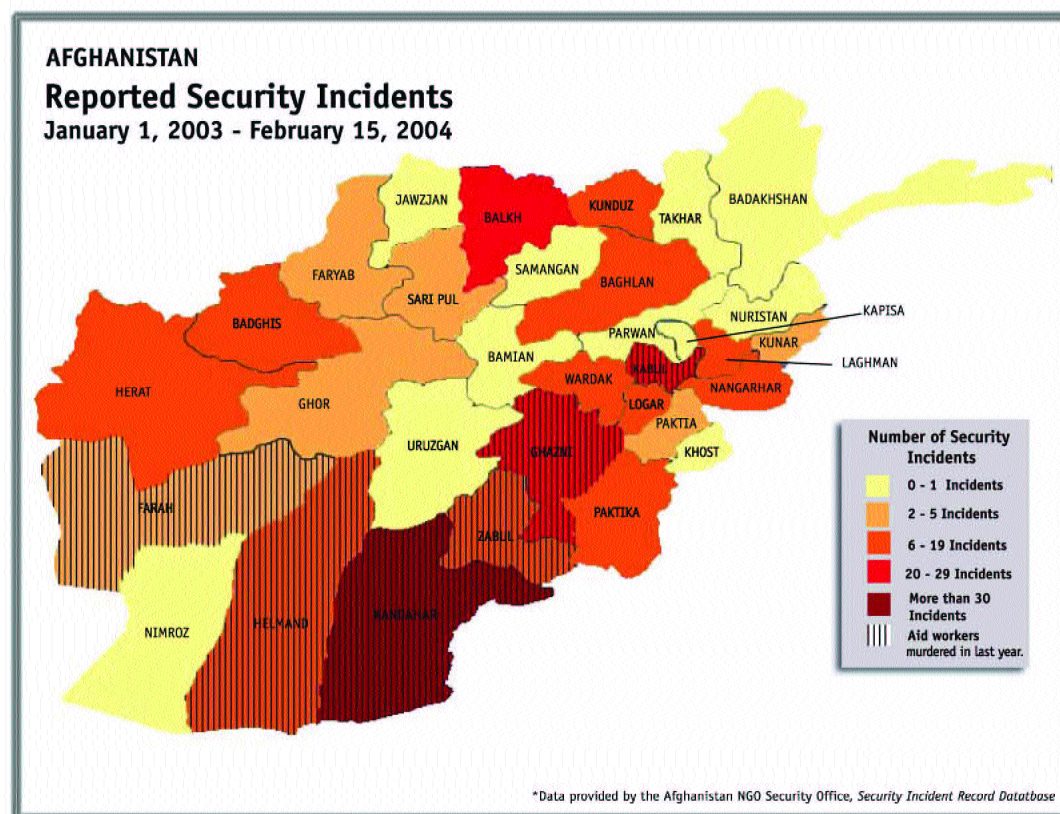 AFGHANISTAN
Reported Security Incidents
January 1, 2003 - February 15, 2004
JAWZJAN
BALKH
KUNDUZ
TAKHAR
BADAKHSHAN
FARYAB
SARI PUL
SAMANGAN
BAGHLAN
BADGHIS
NURISTAN
KAPISA
PARWAN
KUNAR
BAMIAN
KABUL
LAGHMAN
HERAT
WARDAK
NANGARHAR
GHOR
LOGAR
PAKTIA
URUZGAN
GHAZNI
KHOST
FARAH
PAKTIKA
ZABUL
NIMROZ
HELMAND
KANDAHAR
Number of Security
Incidents
0 - 1 Incidents
2 - 5 Incidents
6 - 19 Incidents
20 - 29 Incidents
More than 30
Incidents
Aid workers
murdered in last year.
*Data provided by the Afghanistan NGO Security Office, Security Incident Record Datatbase